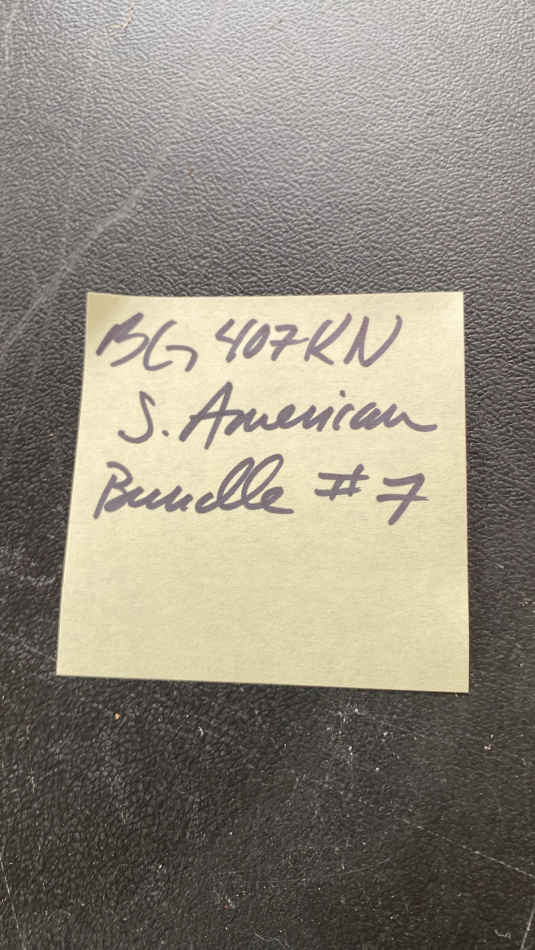 BG 407KN
S. American
Bundle # 7